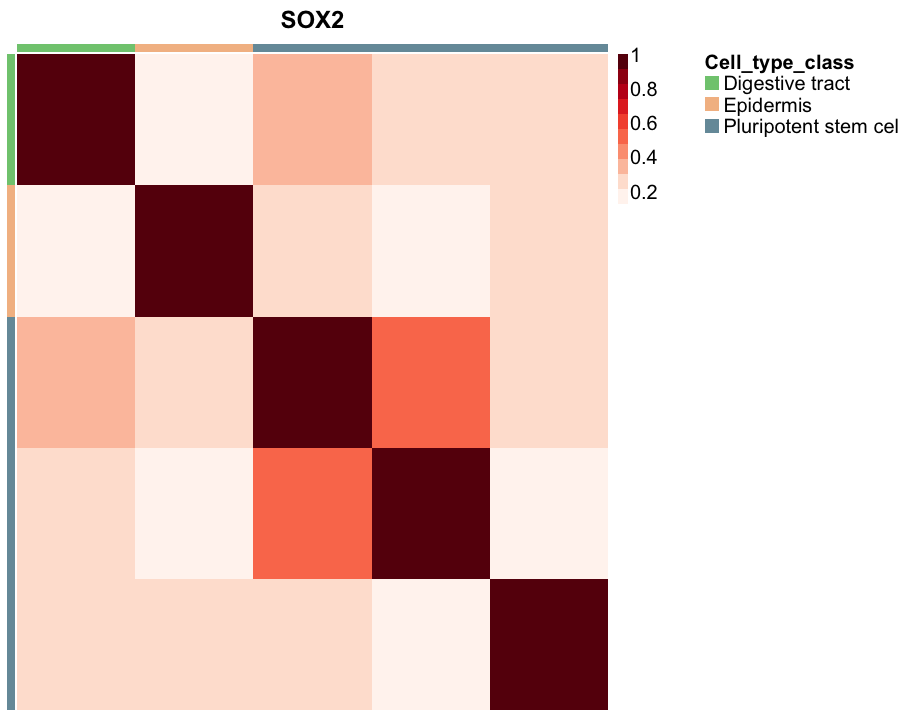 SOX2
1
0.8
0.6
0.4
0.2
Cell_type_class
Digestive tract
Epidermis
Pluripotent stem cel